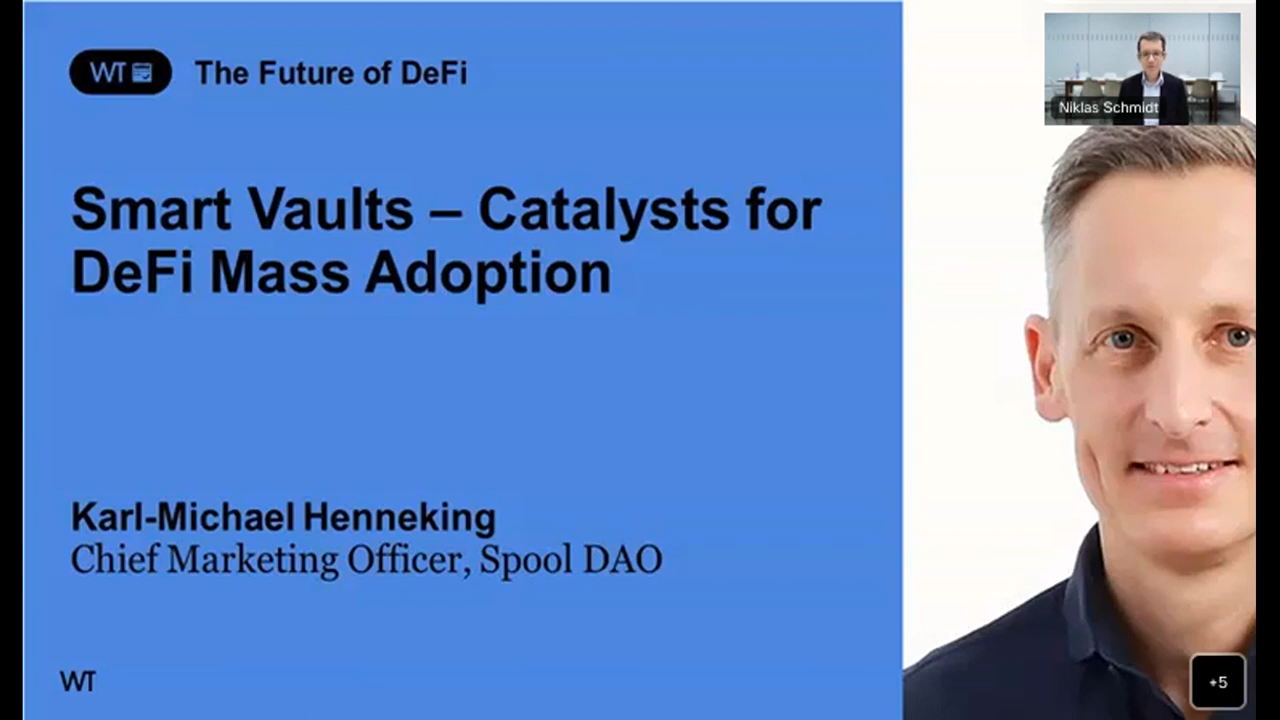 WT The Future of DeFi
Niklas Schmidt
Smart Vaults – Catalysts for
DeFi Mass Adoption
Karl-Michael Henneking
Chief Marketing Officer, Spool DAO
WT
+5